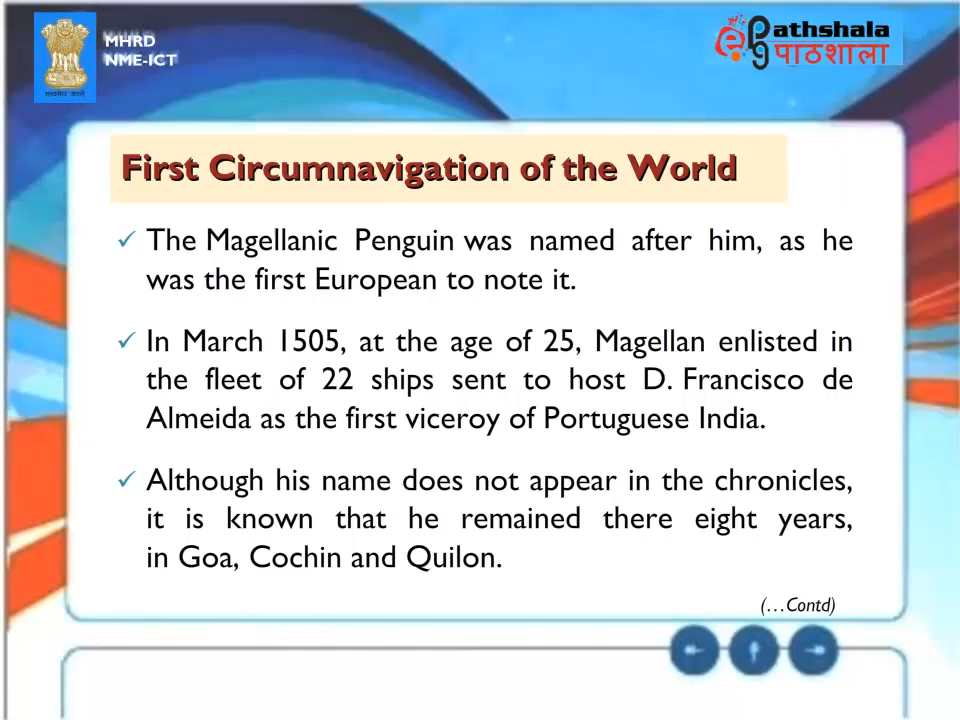 MHRD
NME-ICT
ePathshala
पाठशाला
First Circumnavigation of the World
✓ The Magellanic Penguin was named after him, as he
was the first European to note it.
✓ In March 1505, at the age of 25, Magellan enlisted in
the fleet of 22 ships sent to host D. Francisco de
Almeida as the first viceroy of Portuguese India.
✓ Although his name does not appear in the chronicles,
it is known that he remained there eight years,
in Goa, Cochin and Quilon.
(…Contd)